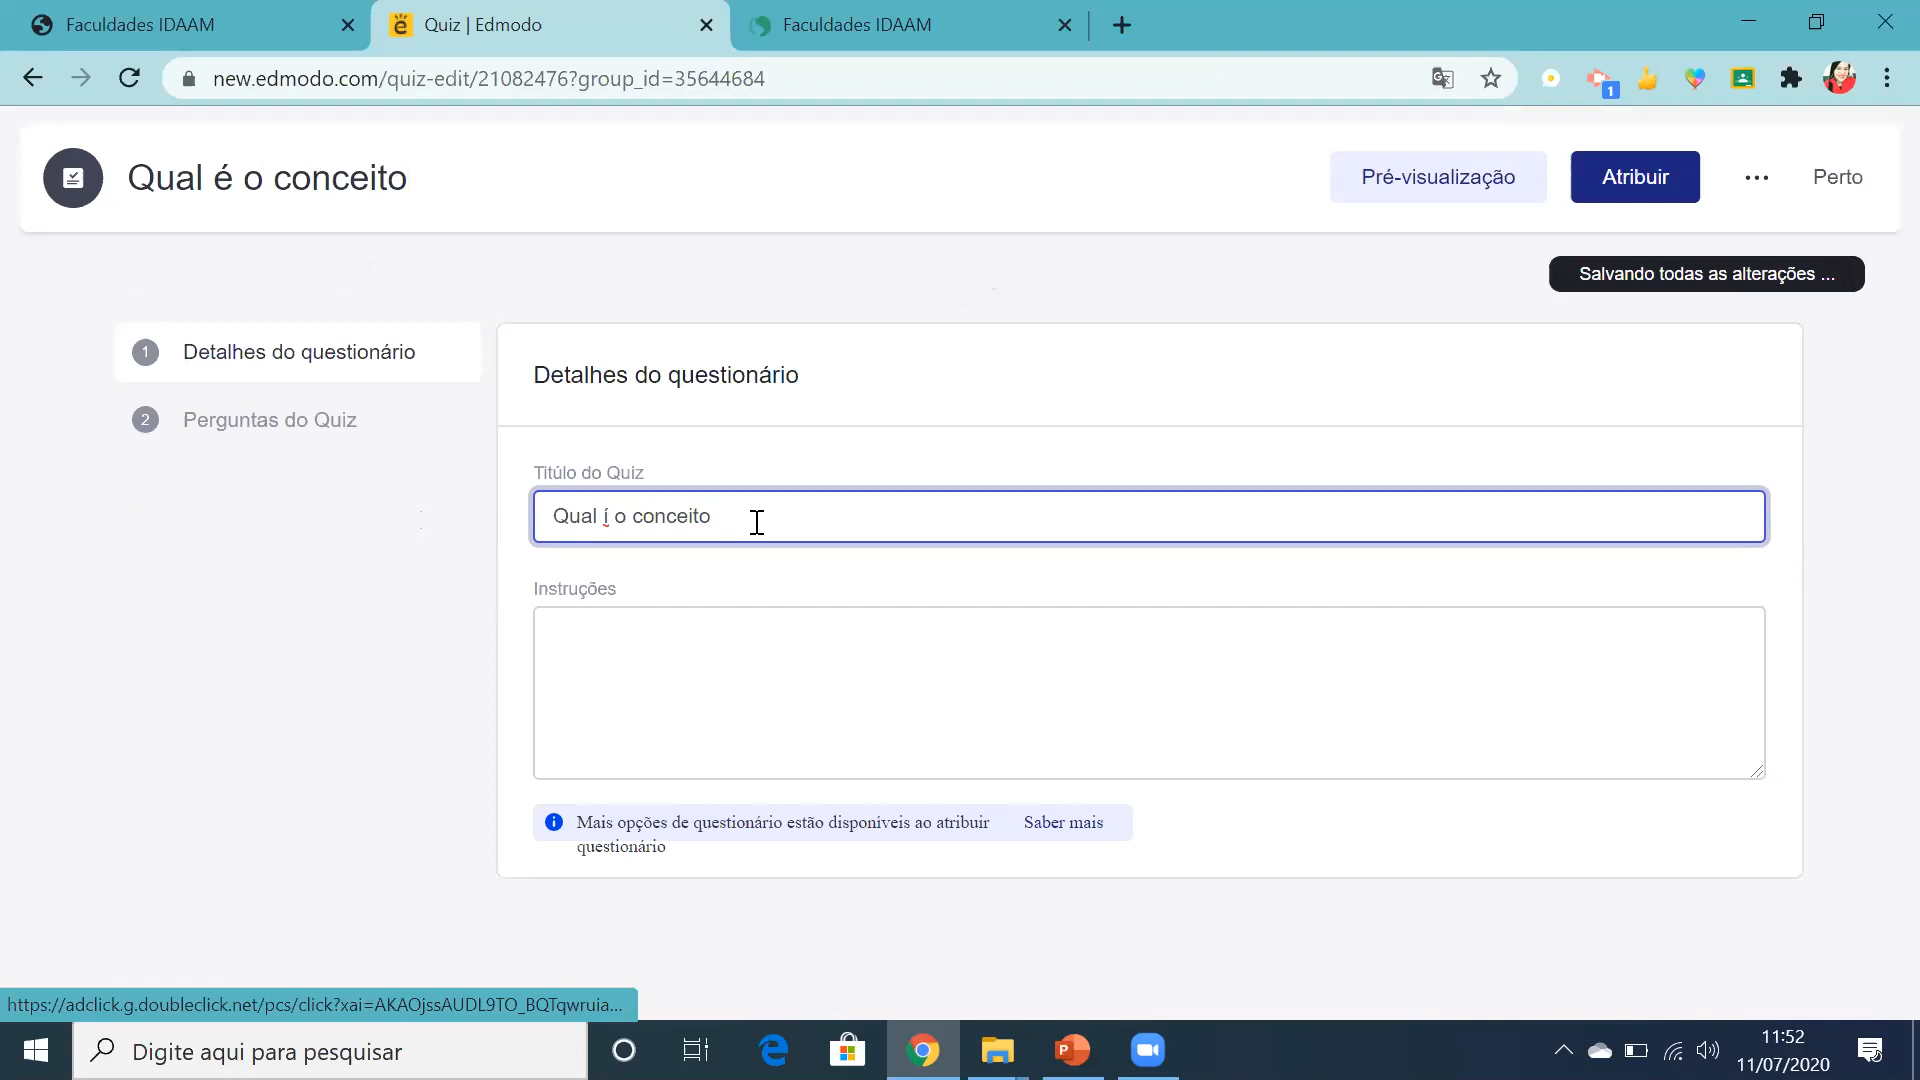 Faculdades IDAAM
Quiz | Edmodo
Faculdades IDAAM
new.edmodo.com/quiz-edit/21082476?group_id=35644684
1
Qual é o conceito
Pré-visualização
Atribuir
Perto
Salvando todas as alterações ...
1 Detalhes do questionário
2 Perguntas do Quiz
Detalhes do questionário
Titúlo do Quiz
Qual í o conceito
Instruções
Mais opções de questionário estão disponíveis ao atribuir questionário
Saber mais
https://adclick.g.doubleclick.net/pcs/click?xai=AKAOjssAUDL9TO_BQTqwruia...
Digite aqui para pesquisar
11:52
11/07/2020